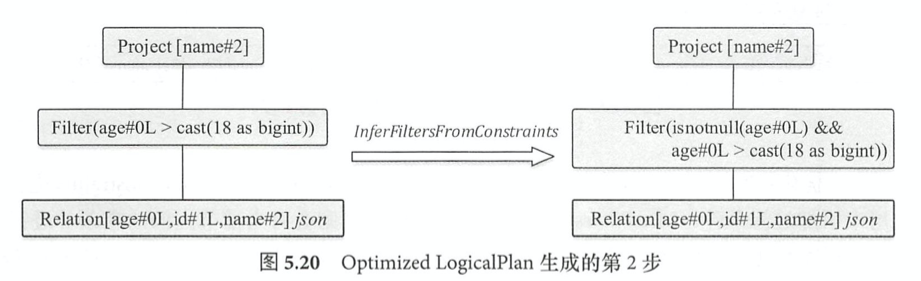 Project [name#2]
Filter(age#0L > cast(18 as bigint))
Relation[age#0L,id#1L,name#2] json
InferFiltersFromConstraints
Project [name#2]
Filter(isnotnull(age#0L) &&
age#0L > cast(18 as bigint))
Relation[age#0L,id#1L,name#2] json
图 5.20 Optimized LogicalPlan 生成的第 2 步